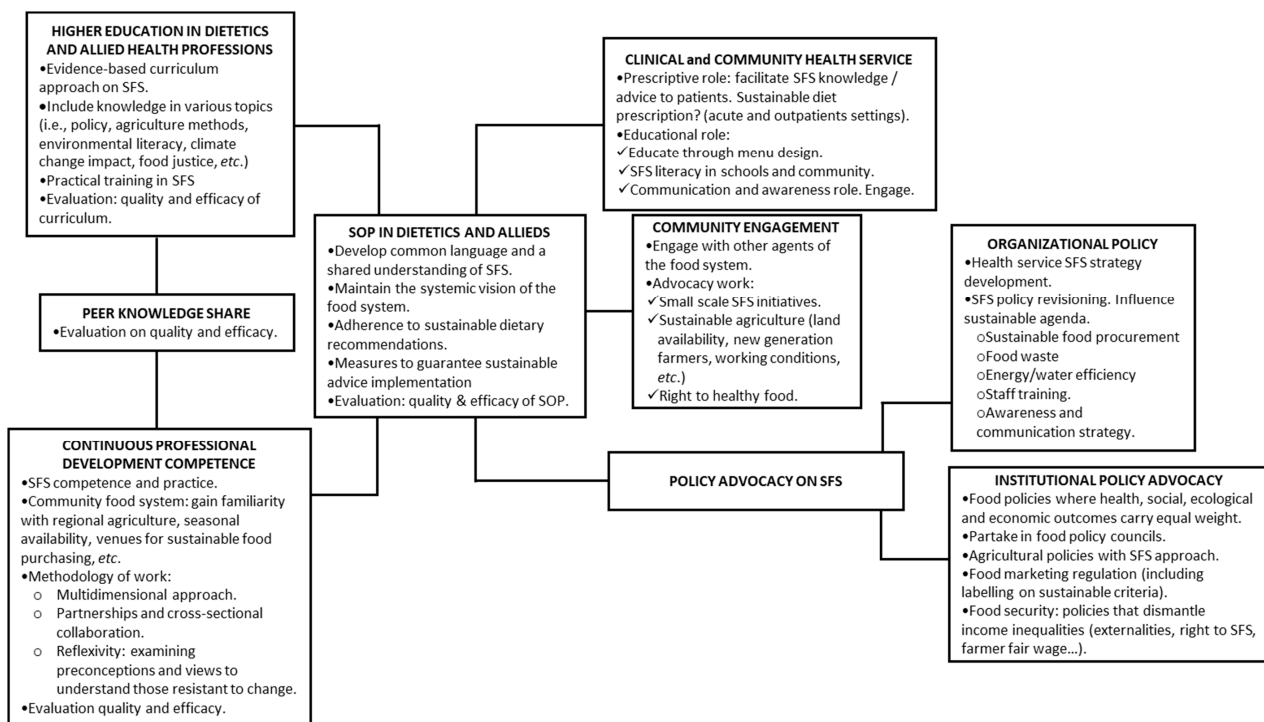 HIGHER EDUCATION IN DIETETICS
AND ALLIED HEALTH PROFESSIONS
•Evidence-based curriculum
approach on SFS.
•Include knowledge in various topics
(i.e., policy, agriculture methods,
environmental literacy, climate
change impact, food justice, etc.)
•Practical training in SFS
•Evaluation: quality and efficacy of
curriculum.
PEER KNOWLEDGE SHARE
•Evaluation on quality and efficacy.
CONTINUOUS PROFESSIONAL
DEVELOPMENT COMPETENCE
•SFS competence and practice.
•Community food system: gain familiarity
with regional agriculture, seasonal
availability, venues for sustainable food
purchasing, etc.
•Methodology of work:
o Multidimensional approach.
o Partnerships and cross-sectional
collaboration.
o Reflexivity: examining
preconceptions and views to
understand those resistant to change.
•Evaluation quality and efficacy.
SOP IN DIETETICS AND ALLIEDS
•Develop common language and a
shared understanding of SFS.
•Maintain the systemic vision of the
food system.
•Adherence to sustainable dietary
recommendations.
•Measures to guarantee sustainable
advice implementation
•Evaluation: quality & efficacy of SOP.
CLINICAL and COMMUNITY HEALTH SERVICE
•Prescriptive role: facilitate SFS knowledge /
advice to patients. Sustainable diet
prescription? (acute and outpatients settings).
•Educational role:
✓Educate through menu design.
✓SFS literacy in schools and community.
✓Communication and awareness role. Engage.
COMMUNITY ENGAGEMENT
•Engage with other agents of
the food system.
•Advocacy work:
✓Small scale SFS initiatives.
✓Sustainable agriculture (land
availability, new generation
farmers, working conditions,
etc.)
✓Right to healthy food.
POLICY ADVOCACY ON SFS
ORGANIZATIONAL POLICY
•Health service SFS strategy
development.
•SFS policy revisioning. Influence
sustainable agenda.
oSustainable food procurement
oFood waste
oEnergy/water efficiency
oStaff training.
oAwareness and
communication strategy.
INSTITUTIONAL POLICY ADVOCACY
•Food policies where health, social, ecological
and economic outcomes carry equal weight.
•Partake in food policy councils.
•Agricultural policies with SFS approach.
•Food marketing regulation (including
labelling on sustainable criteria).
•Food security: policies that dismantle
income inequalities (externalities, right to SFS,
farmer fair wage...).